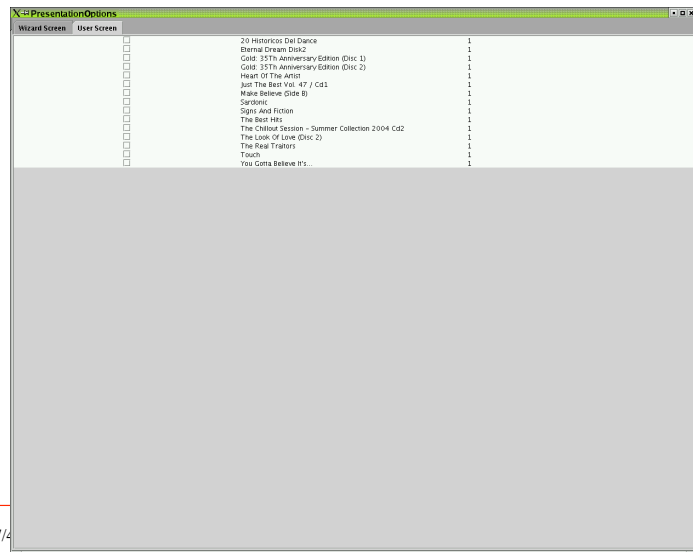 PresentationOptions
Wizard Screen User Screen
20 Historicos Del Dance 1
Eternal Dream Disk2 1
Gold: 35Th Anniversary Edition (Disc 1) 1
Gold: 35Th Anniversary Edition (Disc 2) 1
Heart Of The Artist 1
Just The Best Vol. 47 / Cd1 1
Make Believe (Side B) 1
Sardonic 1
Signs And Fiction 1
The Best Hits 1
The Chillout Session – Summer Collection 2004 Cd2 1
The Look Of Love (Disc 2) 1
The Real Traitors 1
Touch 1
You Gotta Believe It's... 1